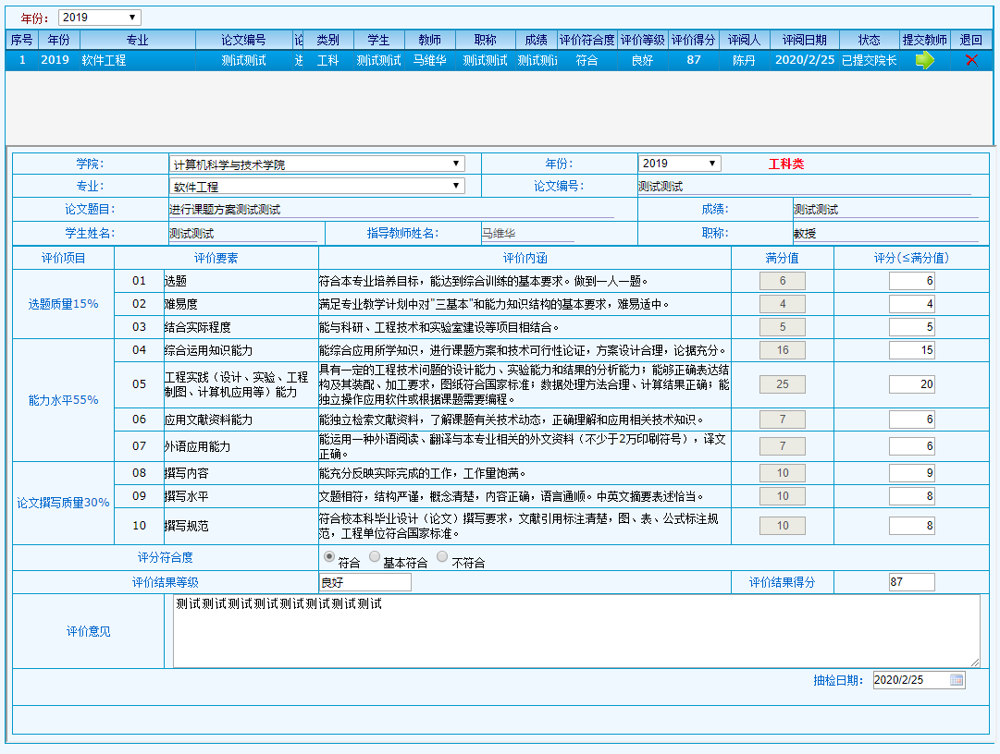 年份： 2019
序号 年份 专业 论文编号 论 类别 学生 教师 职称 成绩 评价符合度 评价等级 评价得分 评阅人 评阅日期 状态 提交教师 退回
1 2019 软件工程 测试测试 进 工科 测试测试 马维华 测试测试 测试测试 符合 良好 87 陈丹 2020/2/25 已提交院长
学院： 计算机科学与技术学院 年份： 2019 工科类
专业： 软件工程 论文编号： 测试测试
论文题目： 进行课题方案测试测试 成绩： 测试测试
学生姓名： 测试测试 指导教师姓名： 马维华 职称： 教授
评价项目 评价要素 评价内涵 满分值 评分(≤满分值)
选题质量15%
01 选题 符合本专业培养目标，能达到综合训练的基本要求。做到一人一题。 6 6
02 难易度 满足专业教学计划中对"三基本"和能力知识结构的基本要求，难易适中。 4 4
03 结合实际程度 能与科研、工程技术和实验室建设等项目相结合。 5 5
能力水平55%
04 综合运用知识能力 能综合应用所学知识，进行课题方案和技术可行性论证，方案设计合理，论据充分。 16 15
05 工程实践（设计、实验、工程
制图、计算机应用等）能力
具有一定的工程技术问题的设计能力、实验能力和结果的分析能力；能够正确表达结
构及其装配、加工要求，图纸符合国家标准；数据处理方法合理、计算结果正确；能
独立操作应用软件或根据课题需要编程。 25 20
06 应用文献资料能力 能独立检索文献资料，了解课题有关技术动态，正确理解和应用相关技术知识。 7 6
07 外语应用能力 能运用一种外语阅读、翻译与本专业相关的外文资料（不少于2万印刷符号），译文
正确。 7 6
论文撰写质量30%
08 撰写内容 能充分反映实际完成的工作，工作量饱满。 10 9
09 撰写水平 文题相符，结构严谨，概念清楚，内容正确，语言通顺。中英文摘要表述恰当。 10 8
10 撰写规范 符合校本科毕业设计（论文）撰写要求，文献引用标注清楚，图、表、公式标注规
范，工程单位符合国家标准。 10 8
评分符合度 符合 基本符合 不符合
评价结果等级 良好 评价结果得分 87
评价意见 测试测试测试测试测试测试测试测试
抽检日期： 2020/2/25